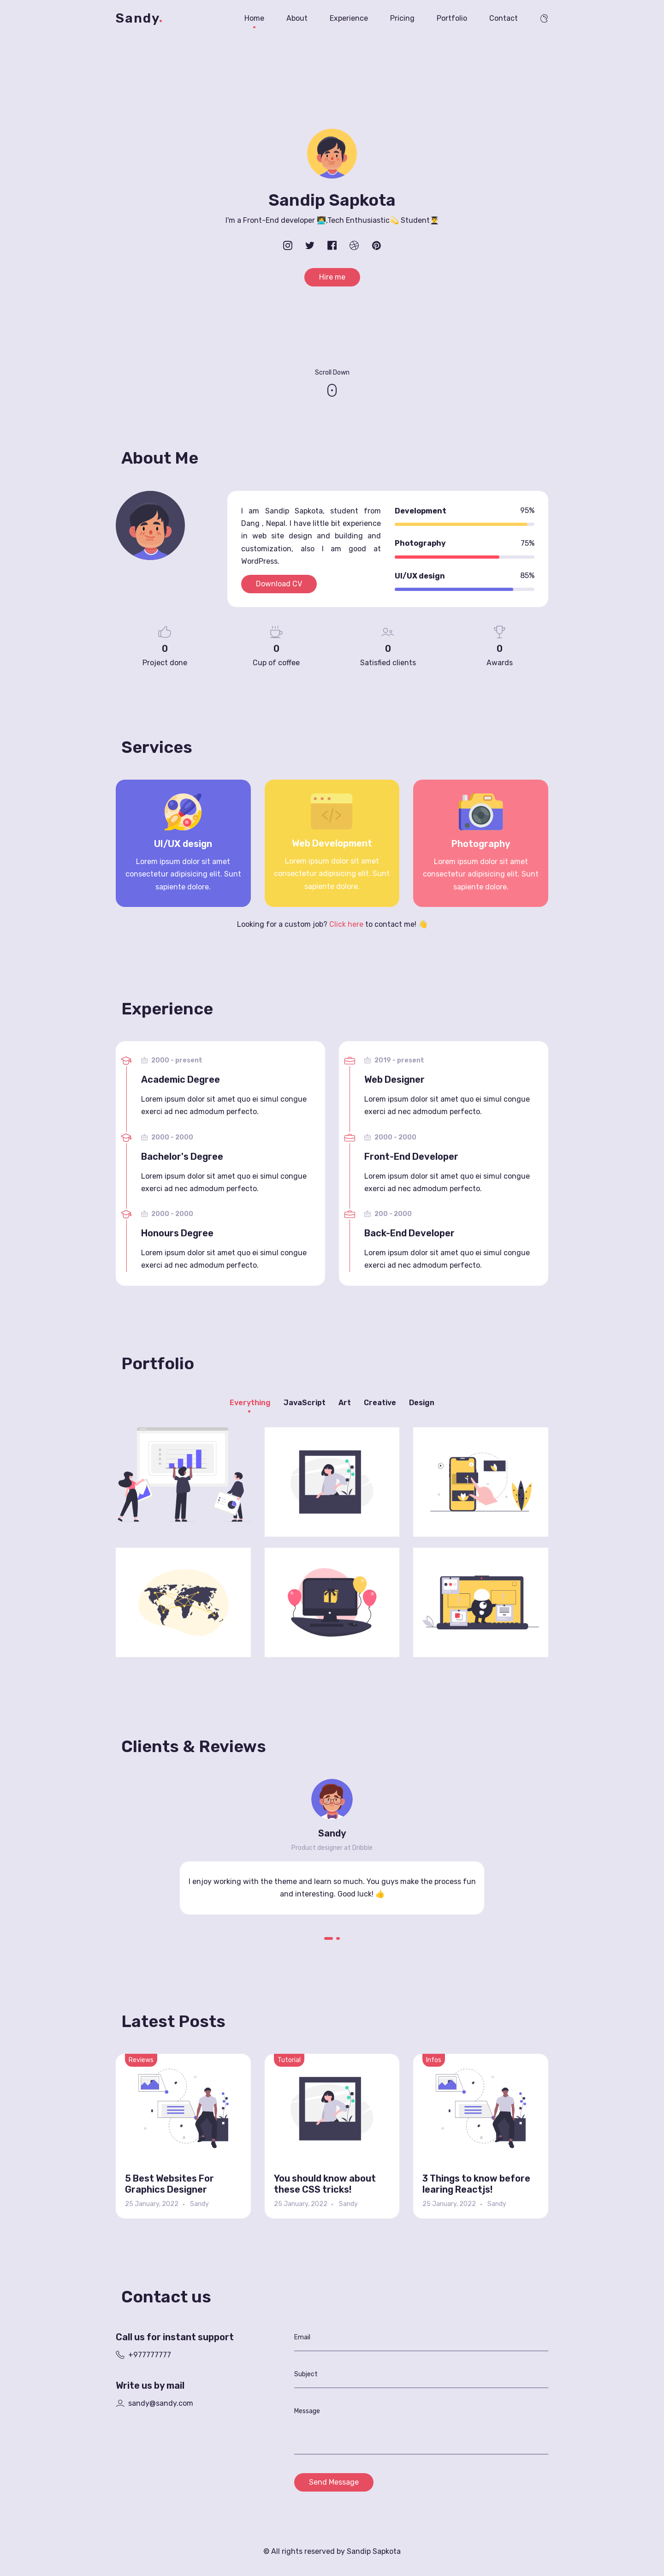 Sandy.
Home About Experience Pricing Portfolio Contact
Sandip Sapkota
I'm a Front-End developer 👨‍💻,Tech Enthusiastic💫 Student👨‍🎓
Hire me
Scroll Down
About Me
I am Sandip Sapkota, student from
Dang , Nepal. I have little bit experience
in web site design and building and
customization, also I am good at
WordPress.
Download CV
Development 95%
Photography 75%
UI/UX design 85%
0
Project done
0
Cup of coffee
0
Satisfied clients
0
Awards
Services
UI/UX design
Lorem ipsum dolor sit amet
consectetur adipisicing elit. Sunt
sapiente dolore.
Web Development
Lorem ipsum dolor sit amet
consectetur adipisicing elit. Sunt
sapiente dolore.
Photography
Lorem ipsum dolor sit amet
consectetur adipisicing elit. Sunt
sapiente dolore.
Looking for a custom job? Click here to contact me! 👋
Experience
2000 - present
Academic Degree
Lorem ipsum dolor sit amet quo ei simul congue
exerci ad nec admodum perfecto.
2000 - 2000
Bachelor's Degree
Lorem ipsum dolor sit amet quo ei simul congue
exerci ad nec admodum perfecto.
2000 - 2000
Honours Degree
Lorem ipsum dolor sit amet quo ei simul congue
exerci ad nec admodum perfecto.
2019 - present
Web Designer
Lorem ipsum dolor sit amet quo ei simul congue
exerci ad nec admodum perfecto.
2000 - 2000
Front-End Developer
Lorem ipsum dolor sit amet quo ei simul congue
exerci ad nec admodum perfecto.
200 - 2000
Back-End Developer
Lorem ipsum dolor sit amet quo ei simul congue
exerci ad nec admodum perfecto.
Portfolio
Everything JavaScript Art Creative Design
Clients & Reviews
Sandy
Product designer at Dribble
I enjoy working with the theme and learn so much. You guys make the process fun
and interesting. Good luck! 👍
Latest Posts
Reviews
5 Best Websites For
Graphics Designer
25 January, 2022 • Sandy
Tutorial
You should know about
these CSS tricks!
25 January, 2022 • Sandy
Infos
3 Things to know before
learing Reactjs!
25 January, 2022 • Sandy
Contact us
Call us for instant support
+977777777
Write us by mail
sandy@sandy.com
Email
Subject
Message
Send Message
© All rights reserved by Sandip Sapkota